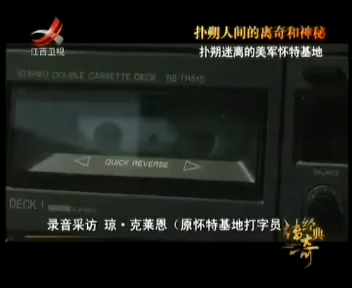 扑朔人间的离奇和神秘
江西卫视
扑朔迷离的美军怀特基地
STEREO DOUBLE CASSETTE DECK RS-TR515
QUICK REVERSE
BALANCE
DECK 1
录音采访 琼·克莱恩（原怀特基地打字员）
经典
传奇